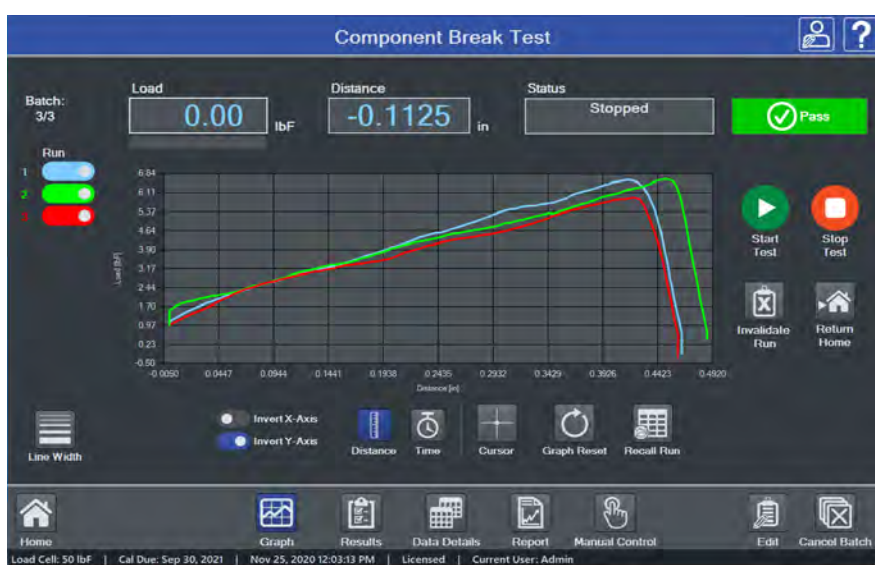 Component Break Test
?
Batch:
3/3
Load
0.00 lbF
Distance
-0.1125 in
Status
Stopped
Pass
Run
1
2
3
6.84
6.11
5.37
4.64
3.90
3.17
2.44
1.70
0.97
0.23
-0.50
Load [lbF]
-0.0050 0.0447 0.0944 0.1441 0.1938 0.2435 0.2932 0.3429 0.3926 0.4423 0.4920
Distance [in]
Start
Test
Stop
Test
Invalidate
Run
Return
Home
Line Width
Invert X-Axis
Invert Y-Axis
Distance
Time
Cursor
Graph Reset
Recall Run
Home
Graph
Results
Data Details
Report
Manual Control
Edit
Cancel Batch
Load Cell: 50 lbF | Cal Due: Sep 30, 2021 | Nov 25, 2020 12:03:13 PM | Licensed | Current User: Admin